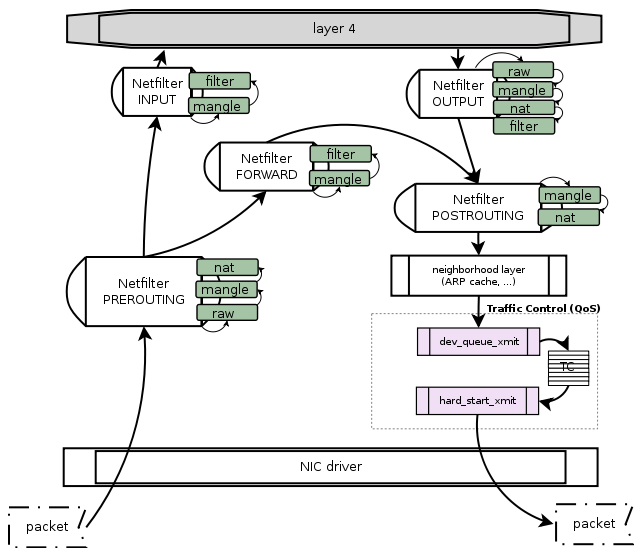 layer 4
Netfilter
INPUT
filter
mangle
Netfilter
OUTPUT
raw
mangle
nat
filter
Netfilter
FORWARD
filter
mangle
Netfilter
POSTROUTING
mangle
nat
Netfilter
PREROUTING
nat
mangle
raw
neighborhood layer
(ARP cache, ...)
Traffic Control (QoS)
dev_queue_xmit
TC
hard_start_xmit
NIC driver
packet
packet